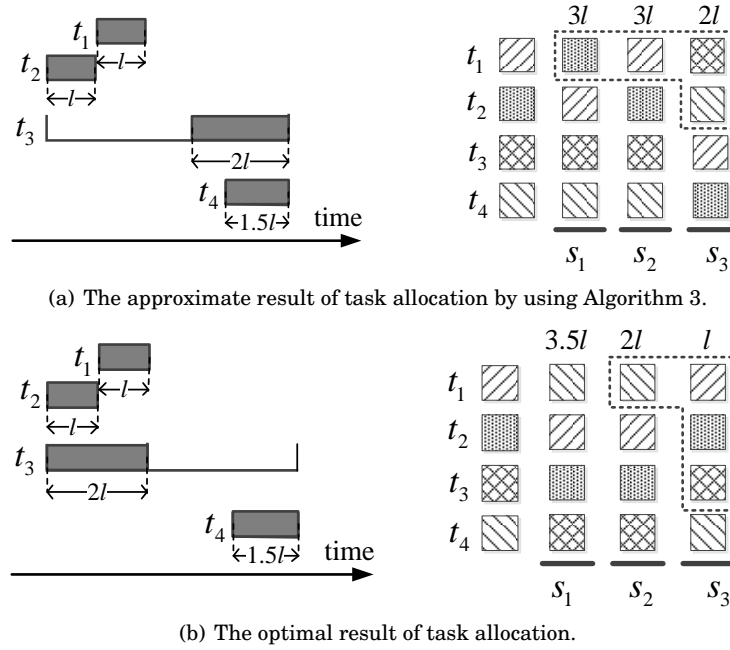 t1
l
t2
l
t3
2l
t4
1.5l
time
3l 3l 2l
t1
t2
t3
t4
s1 s2 s3
(a) The approximate result of task allocation by using Algorithm 3.
t1
l
t2
l
t3
2l
t4
1.5l
time
3.5l 2l l
t1
t2
t3
t4
s1 s2 s3
(b) The optimal result of task allocation.